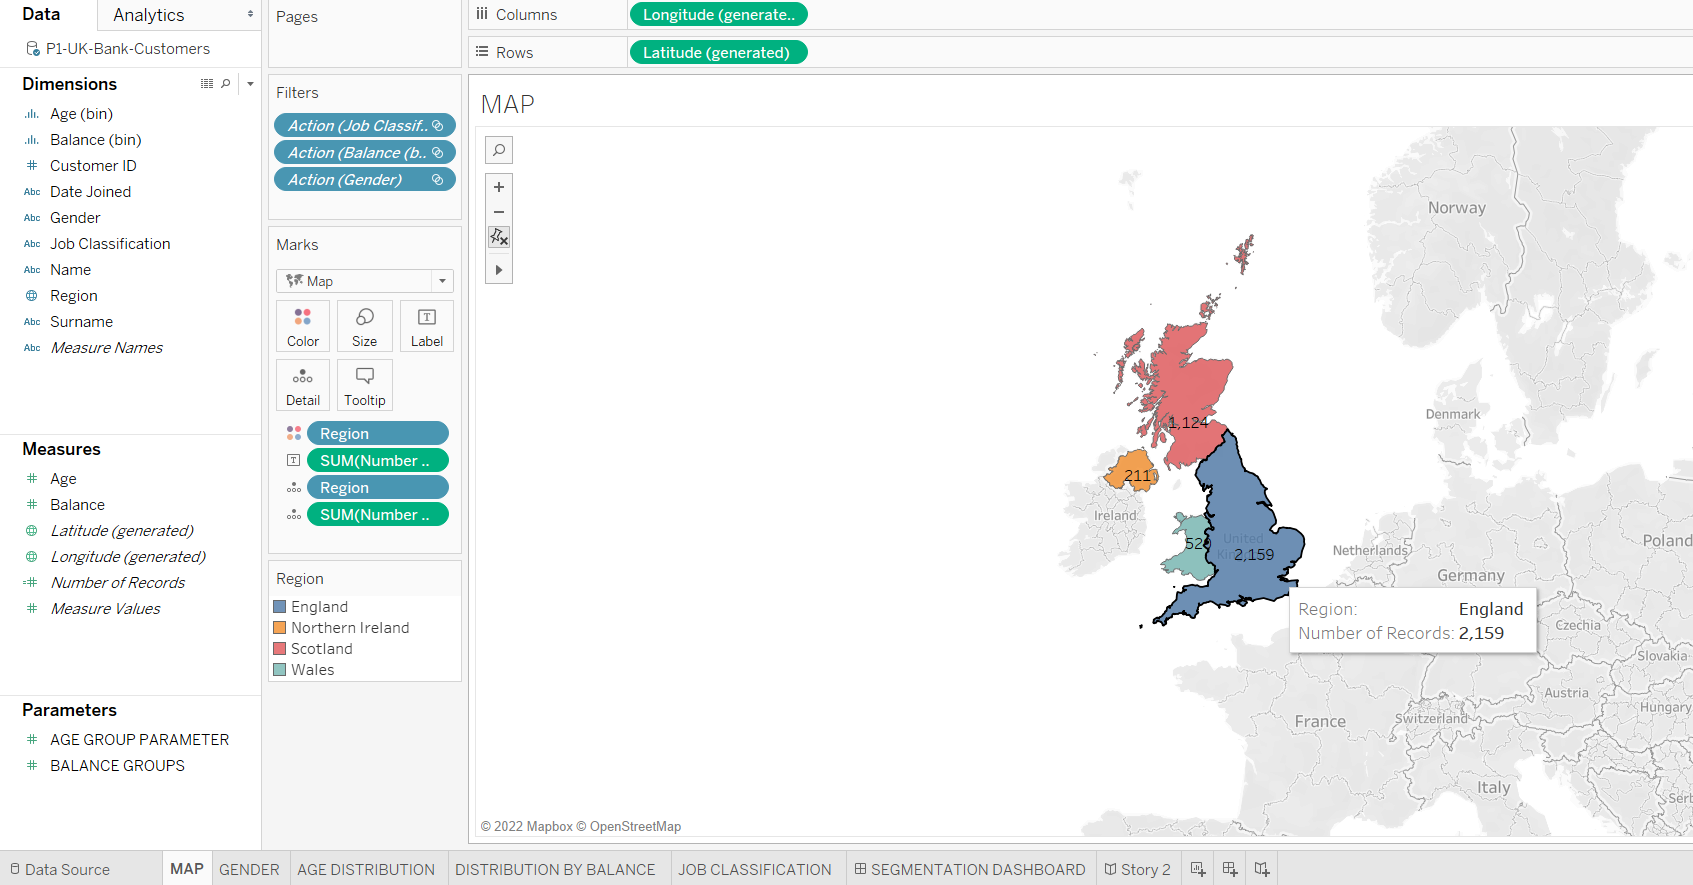 Data
Analytics
P1-UK-Bank-Customers
Dimensions
Age (bin)
Balance (bin)
Customer ID
Abc Date Joined
Abc Gender
Abc Job Classification
Abc Name
Region
Abc Surname
Abc Measure Names
Measures
Age
Balance
Latitude (generated)
Longitude (generated)
Number of Records
Measure Values
Parameters
AGE GROUP PARAMETER
BALANCE GROUPS
Pages
Filters
Action (Job Classif..
Action (Balance (b..
Action (Gender)
Marks
Map
Color
Size
Label
Detail
Tooltip
Region
SUM(Number ..
Region
SUM(Number ..
Region
England
Northern Ireland
Scotland
Wales
Columns
Longitude (generate..
Rows
Latitude (generated)
MAP
Norway
Denmark
1,124
211
Ireland
United
2,159
Netherlands
Poland
Germany
Region: England
Number of Records: 2,159
Czechia
Slovakia
Austria
Hungary
France
Switzerland
Italy
© 2022 Mapbox © OpenStreetMap
Data Source
MAP
GENDER
AGE DISTRIBUTION
DISTRIBUTION BY BALANCE
JOB CLASSIFICATION
SEGMENTATION DASHBOARD
Story 2